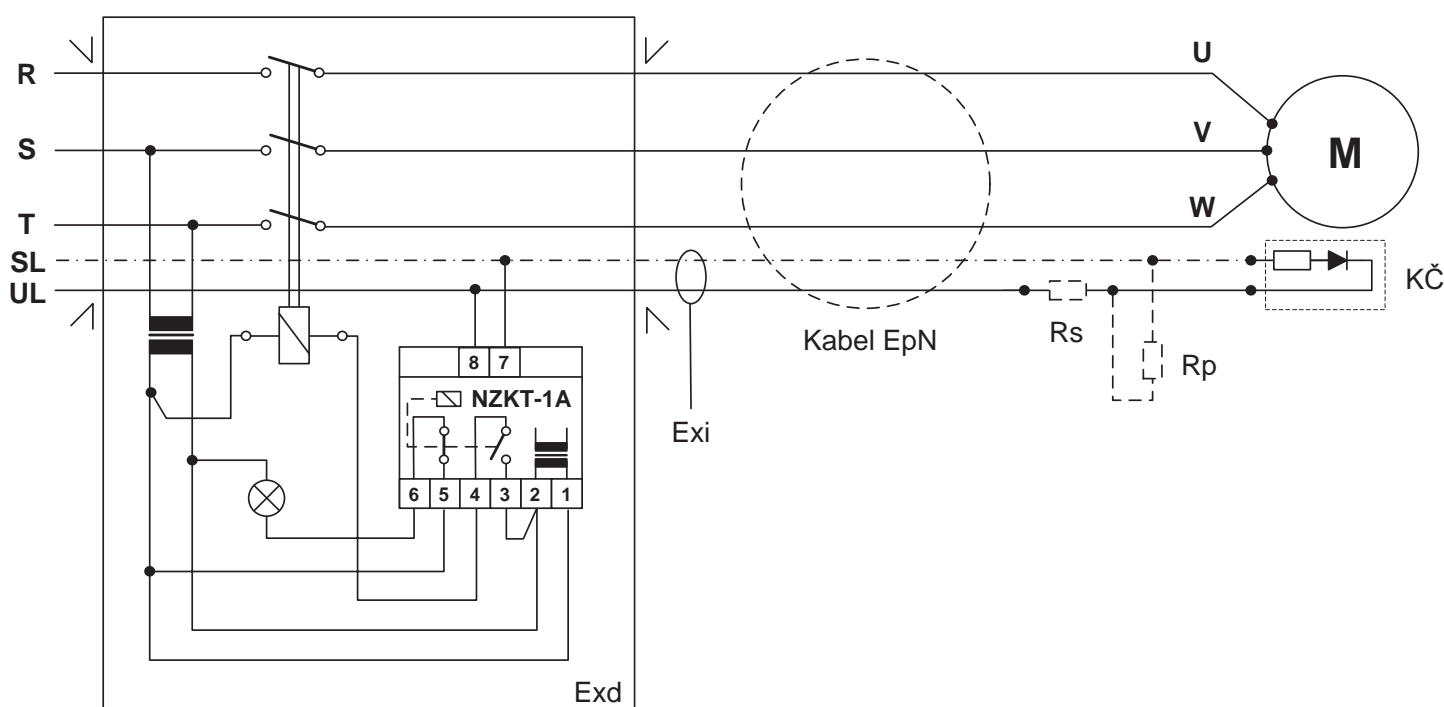 R
U
S
V
M
T
W
SL
UL
KČ
Kabel EpN
Rs
Rp
8 7
NZKT-1A
Exi
6 5 4 3 2 1
Exd